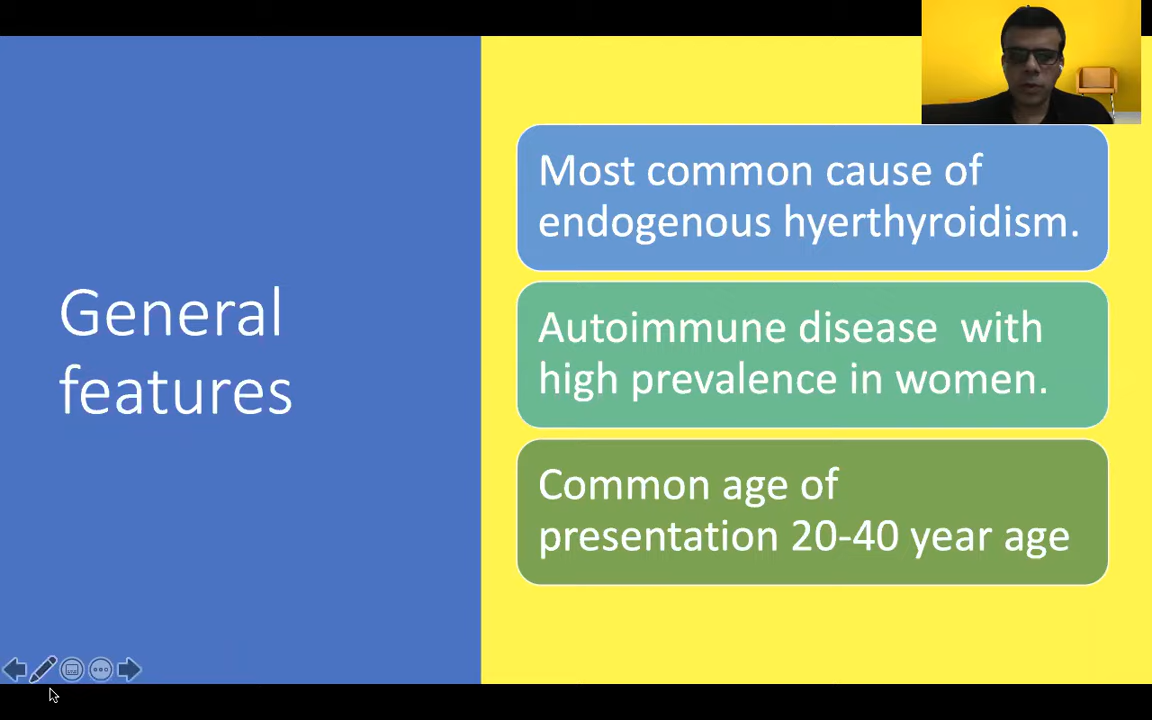 General
features
Most common cause of
endogenous hyerthyroidism.
Autoimmune disease  with
high prevalence in women.
Common age of
presentation 20-40 year age